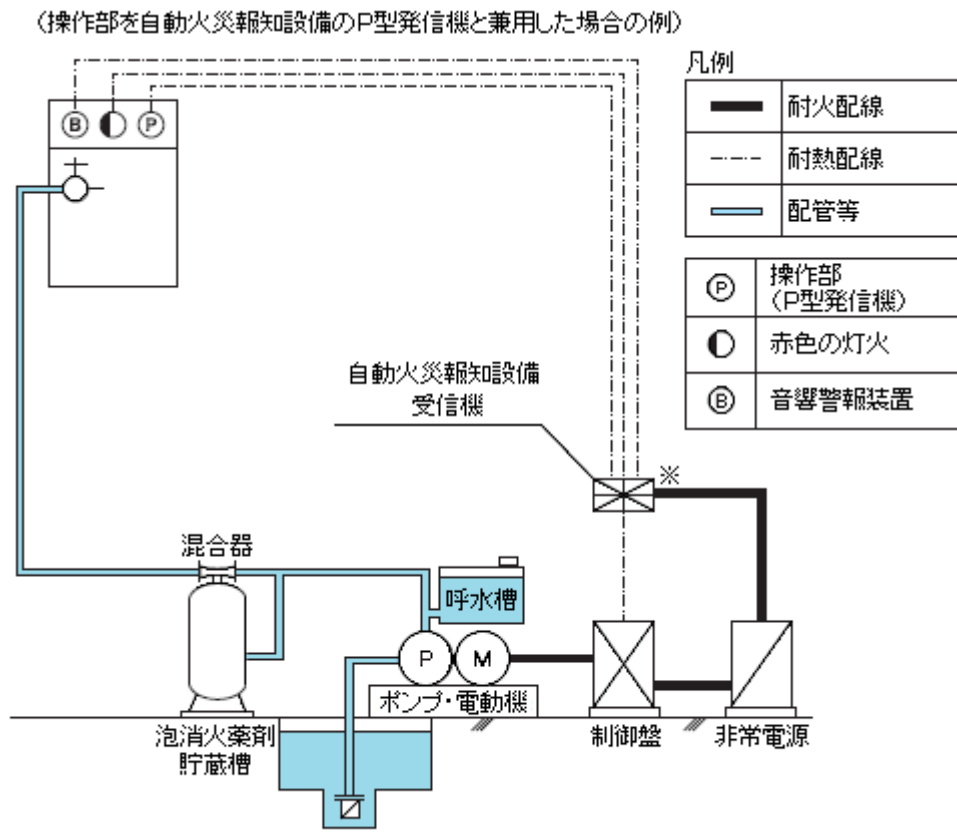 (操作部を自動火災報知設備のP型発信機と兼用した場合の例)
凡例
耐火配線
耐熱配線
配管等
B
P
P
操作部
(P型発信機)
赤色の灯火
B
音響警報装置
自動火災報知設備
受信機
※
混合器
呼水槽
P
M
ポンプ・電動機
泡消火薬剤
貯蔵槽
制御盤
非常電源